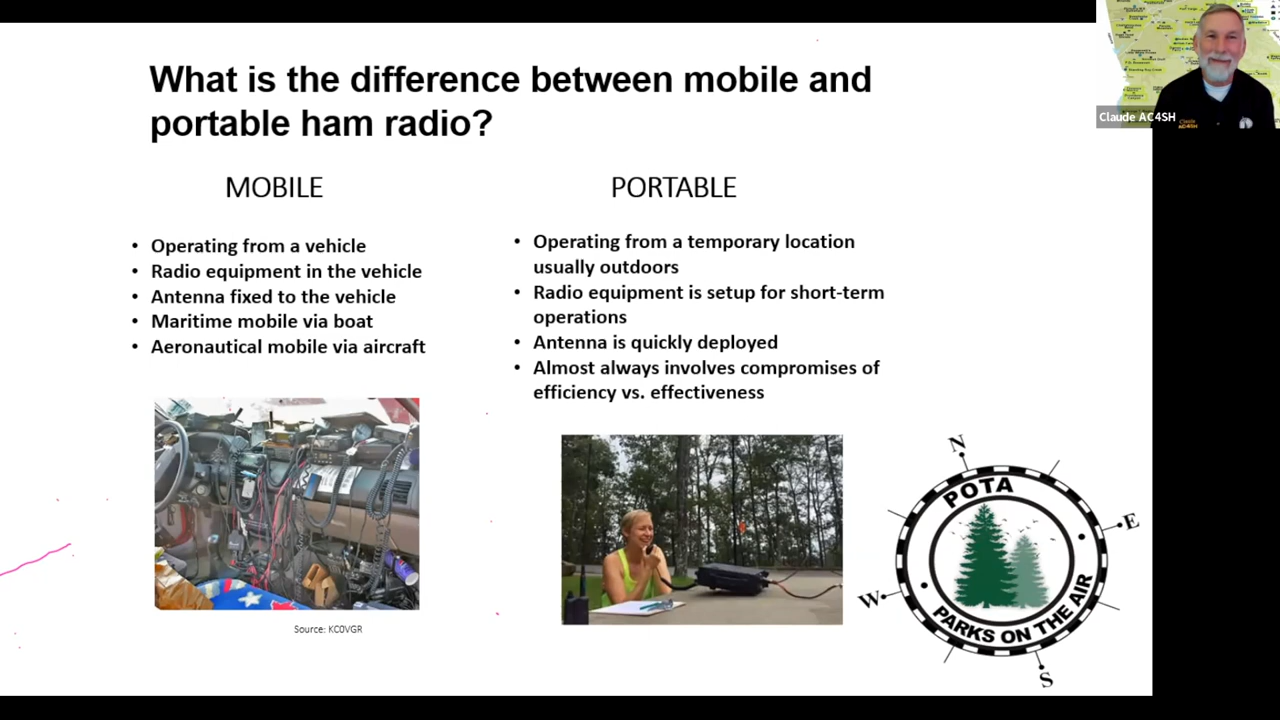 What is the difference between mobile and
portable ham radio?
MOBILE
• Operating from a vehicle
• Radio equipment in the vehicle
• Antenna fixed to the vehicle
• Maritime mobile via boat
• Aeronautical mobile via aircraft
Source: KC0VGR
PORTABLE
• Operating from a temporary location
usually outdoors
• Radio equipment is setup for short-term
operations
• Antenna is quickly deployed
• Almost always involves compromises of
efficiency vs. effectiveness
N
E
W
S
POTA
PARKS ON THE AIR
Claude AC4SH
Claude
AC4SH